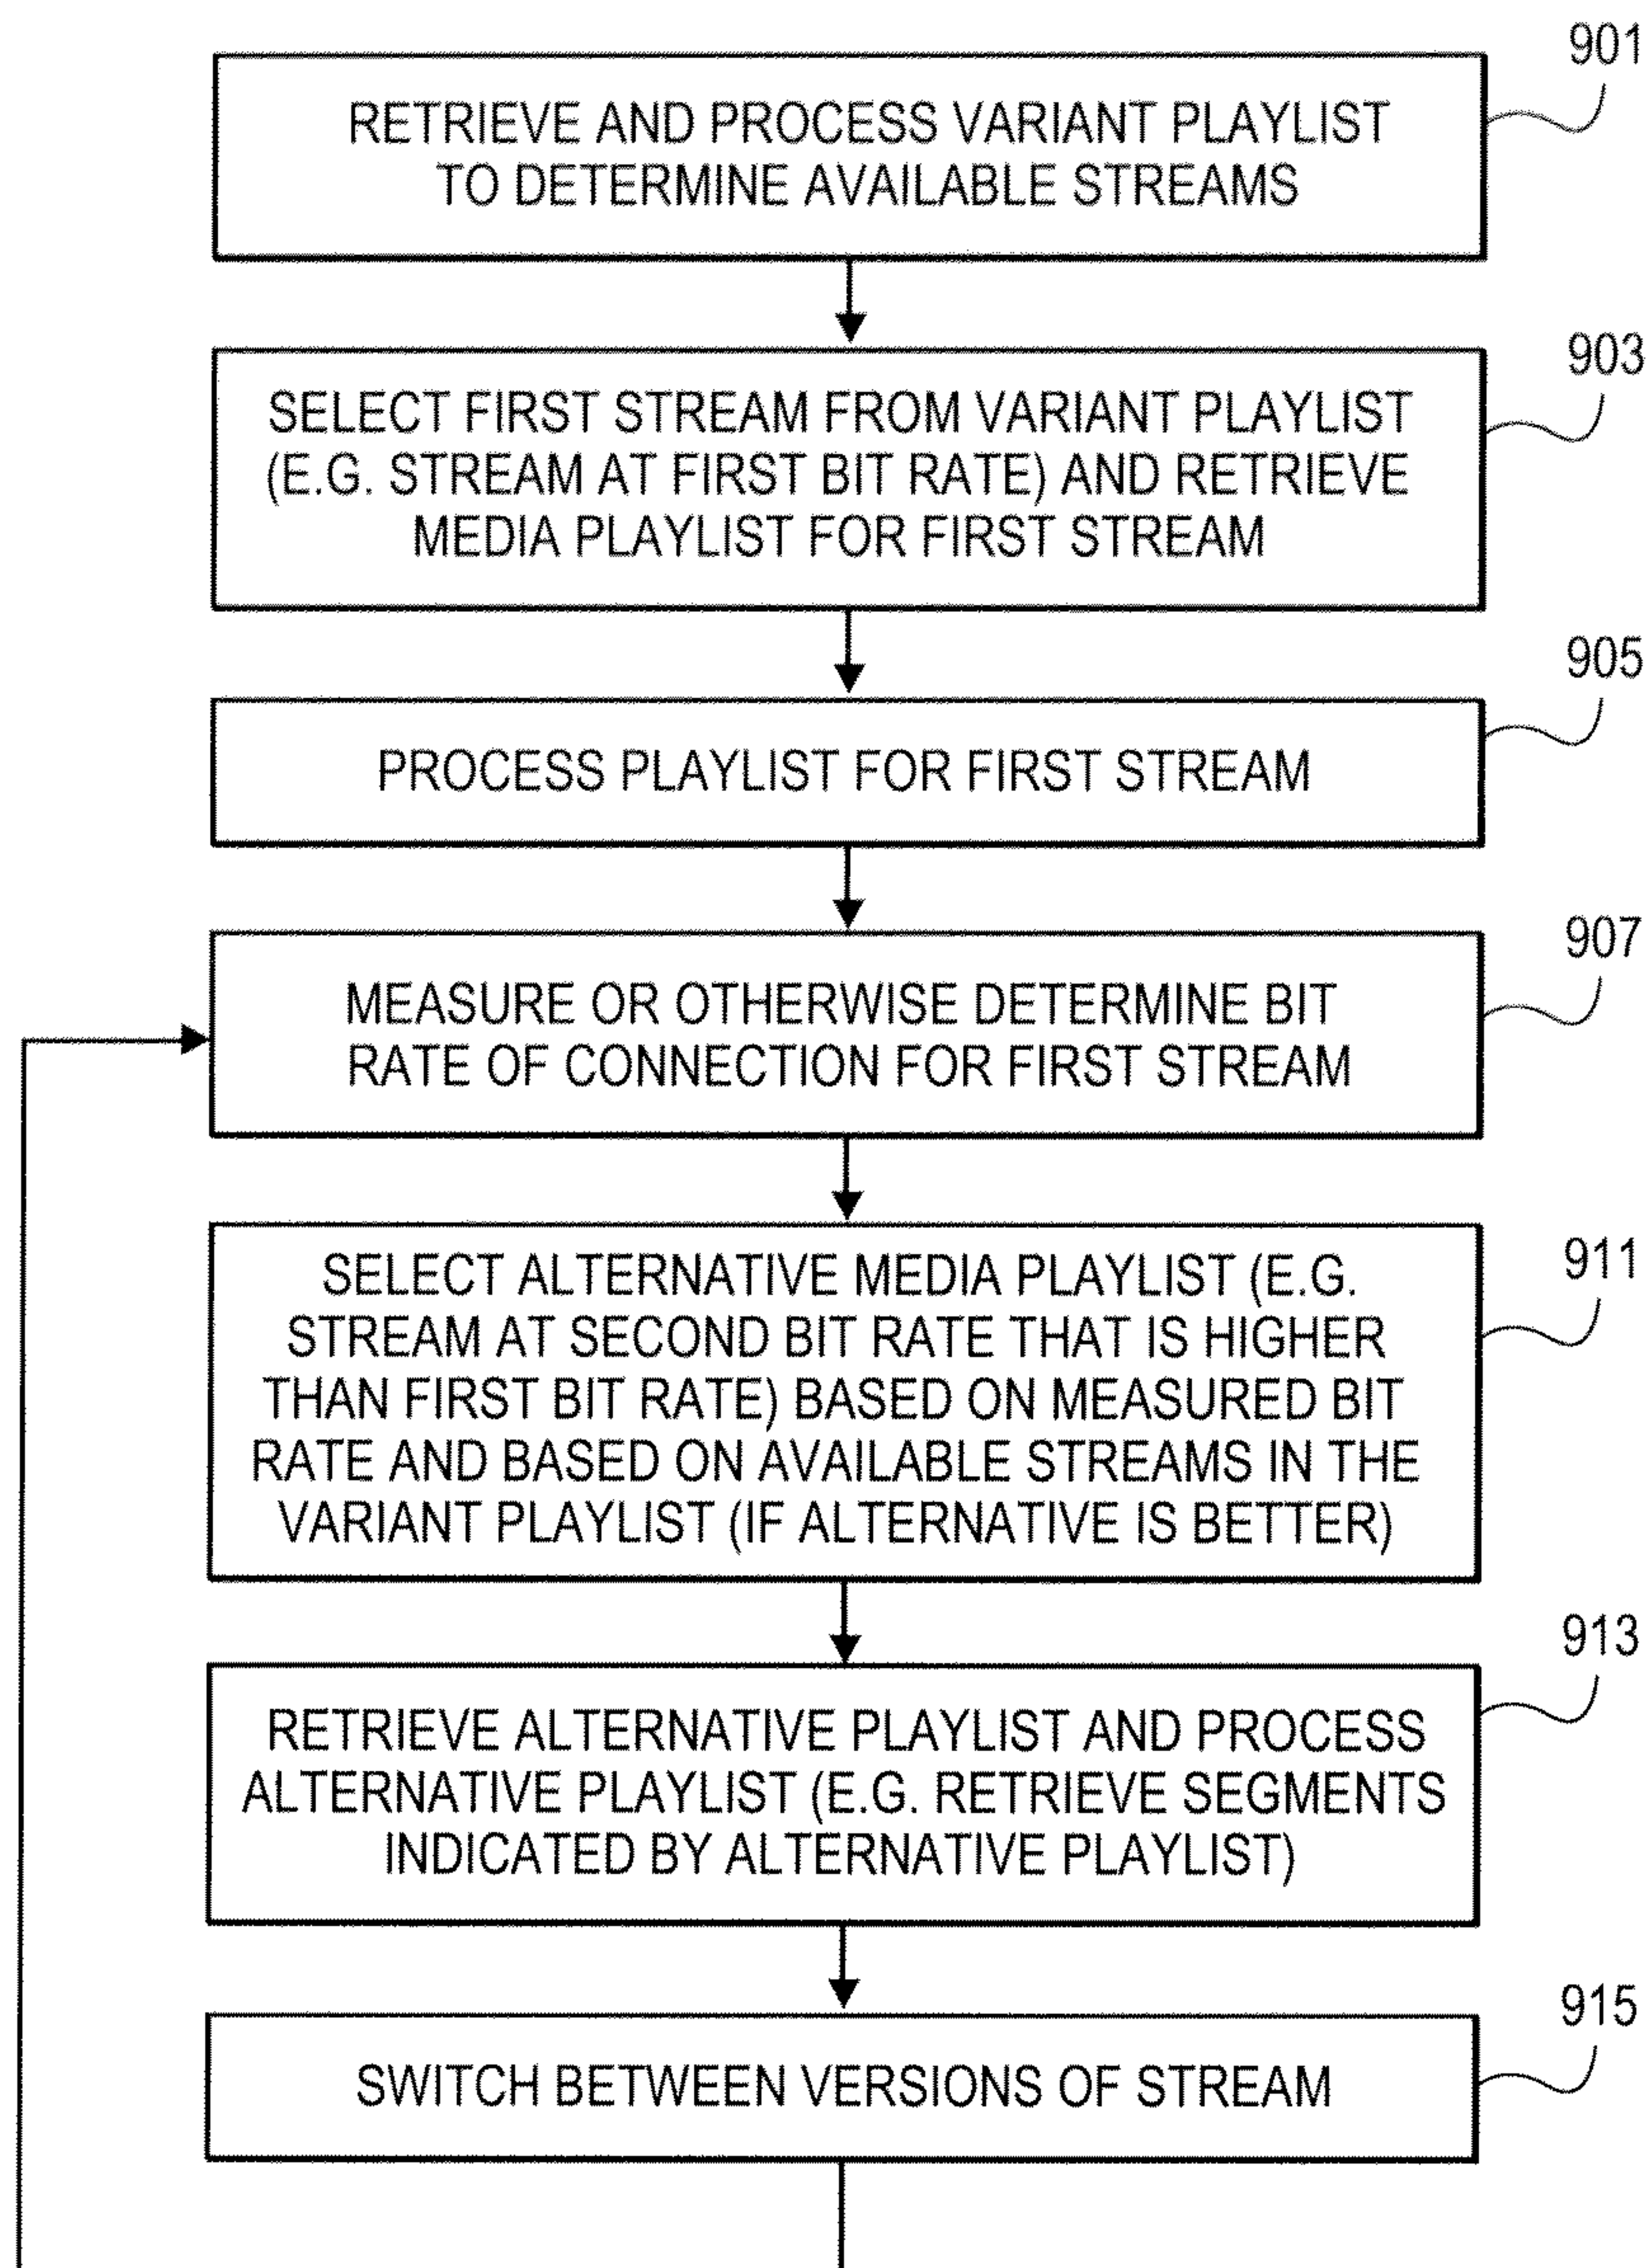 901
RETRIEVE AND PROCESS VARIANT PLAYLIST
TO DETERMINE AVAILABLE STREAMS
903
SELECT FIRST STREAM FROM VARIANT PLAYLIST
(E.G. STREAM AT FIRST BIT RATE) AND RETRIEVE
MEDIA PLAYLIST FOR FIRST STREAM
905
PROCESS PLAYLIST FOR FIRST STREAM
907
MEASURE OR OTHERWISE DETERMINE BIT
RATE OF CONNECTION FOR FIRST STREAM
911
SELECT ALTERNATIVE MEDIA PLAYLIST (E.G.
STREAM AT SECOND BIT RATE THAT IS HIGHER
THAN FIRST BIT RATE) BASED ON MEASURED BIT
RATE AND BASED ON AVAILABLE STREAMS IN THE
VARIANT PLAYLIST (IF ALTERNATIVE IS BETTER)
913
RETRIEVE ALTERNATIVE PLAYLIST AND PROCESS
ALTERNATIVE PLAYLIST (E.G. RETRIEVE SEGMENTS
INDICATED BY ALTERNATIVE PLAYLIST)
915
SWITCH BETWEEN VERSIONS OF STREAM